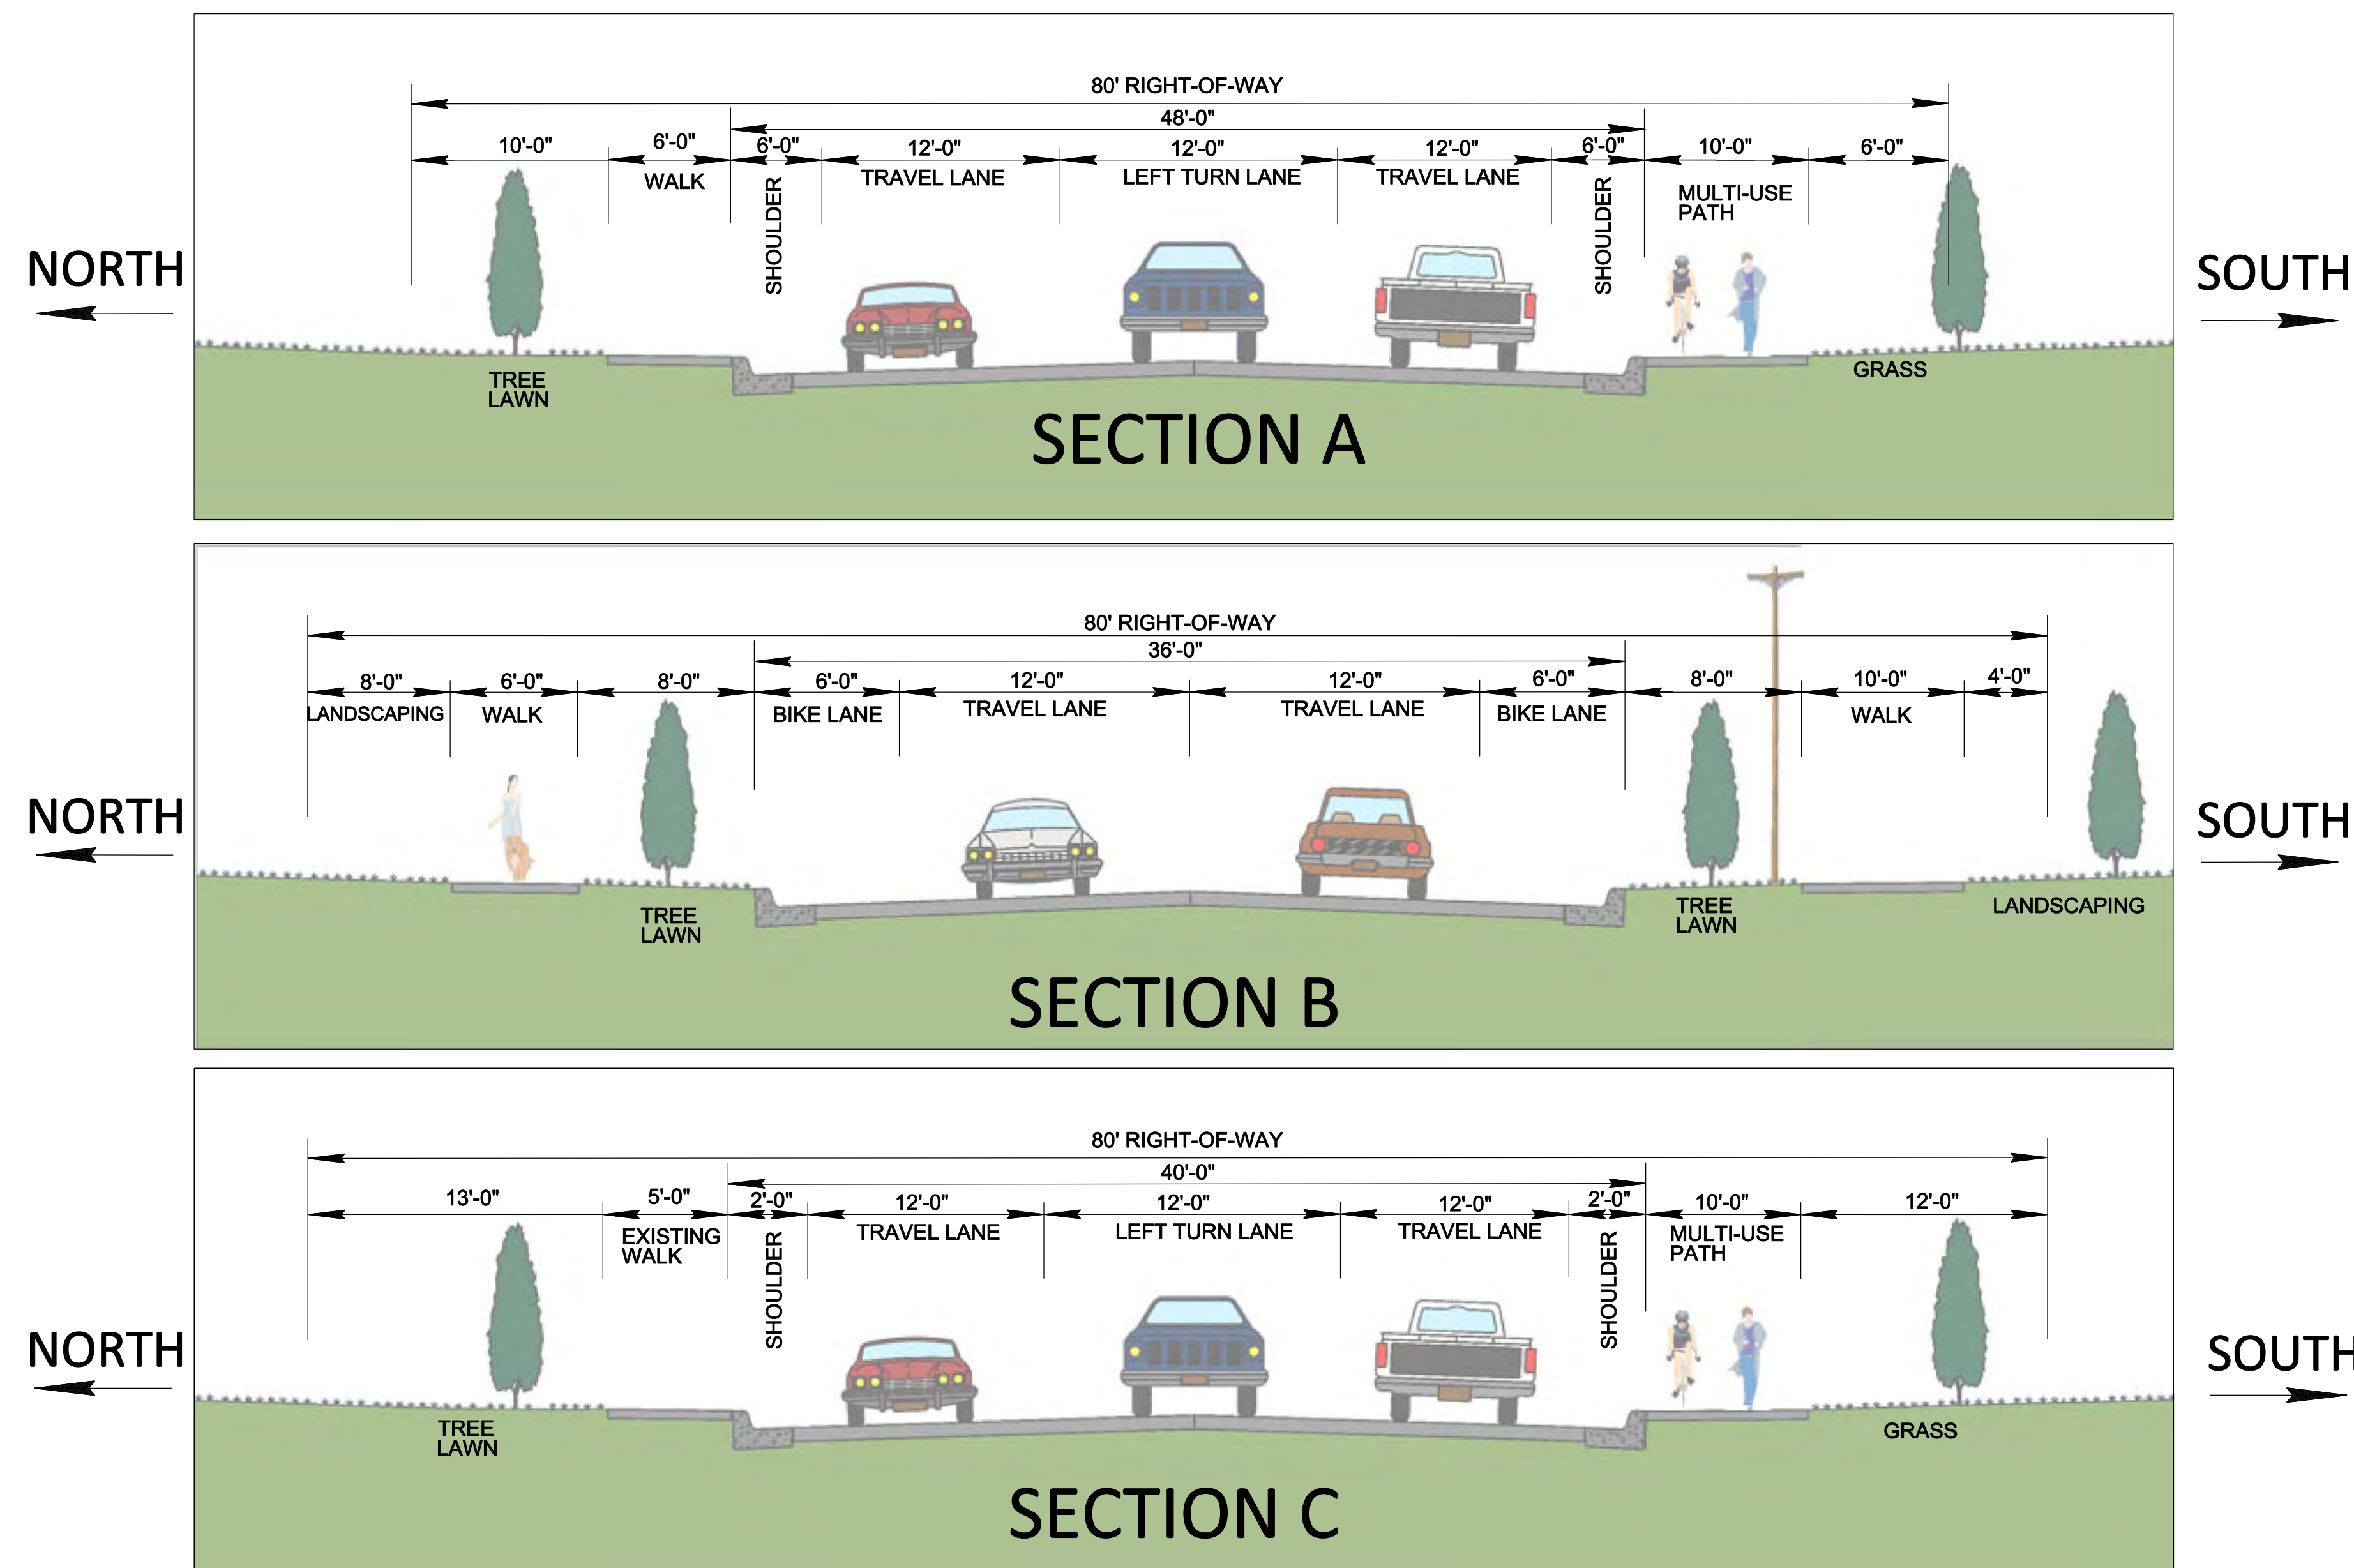 80' RIGHT-OF-WAY
48'-0"
10'-0" 6'-0" 6'-0" 12'-0" 12'-0" 12'-0" 6'-0" 10'-0" 6'-0"
WALK SHOULDER TRAVEL LANE LEFT TURN LANE TRAVEL LANE SHOULDER MULTI-USE
PATH
NORTH SOUTH
TREE
LAWN
GRASS
SECTION A
80' RIGHT-OF-WAY
36'-0"
8'-0" 6'-0" 8'-0" 6'-0" 12'-0" 12'-0" 6'-0" 8'-0" 10'-0" 4'-0"
LANDSCAPING WALK BIKE LANE TRAVEL LANE TRAVEL LANE BIKE LANE WALK
NORTH SOUTH
TREE
LAWN
TREE
LAWN
LANDSCAPING
SECTION B
80' RIGHT-OF-WAY
40'-0"
13'-0" 5'-0" 2'-0" 12'-0" 12'-0" 12'-0" 2'-0" 10'-0" 12'-0"
EXISTING
WALK
SHOULDER TRAVEL LANE LEFT TURN LANE TRAVEL LANE SHOULDER MULTI-USE
PATH
NORTH SOUTH
TREE
LAWN
GRASS
SECTION C